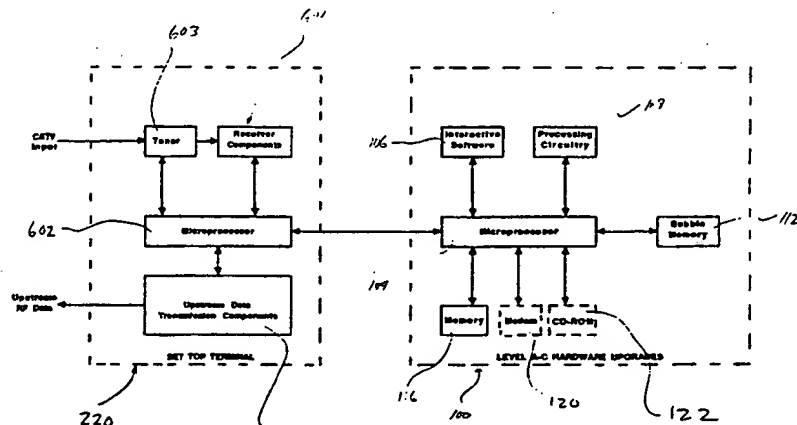 603
CATV
Input
Tuner
Receiver
Components
602
Microprocessor
Upstream
RF Data
Upstream Data
Transmission Components
SET TOP TERMINAL
220
106
Interactive
Software
Processing
Circuitry
Microprocessor
Bubble
Memory
112
104
Memory
Modem
CD-ROM
LEVEL A-C HARDWARE UPGRADES
100
120
122